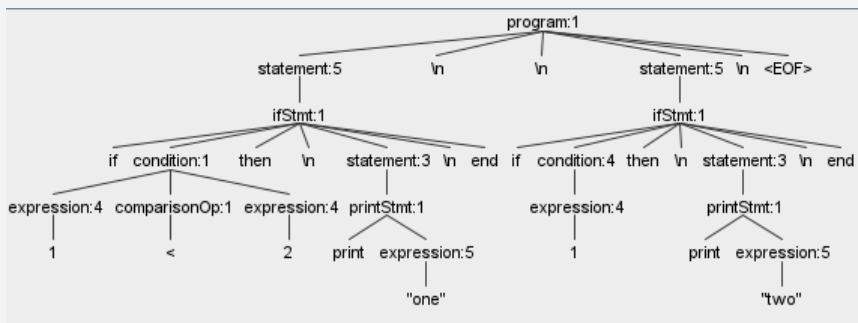 program:1
statement:5 \n \n statement:5 \n <EOF>
ifStmt:1 ifStmt:1
if condition:1 then \n statement:3 \n end if condition:4 then \n statement:3 \n end
expression:4 comparisonOp:1 expression:4 printStmt:1 expression:4 printStmt:1
1 < 2 print expression:5 1 print expression:5
"one" "two"